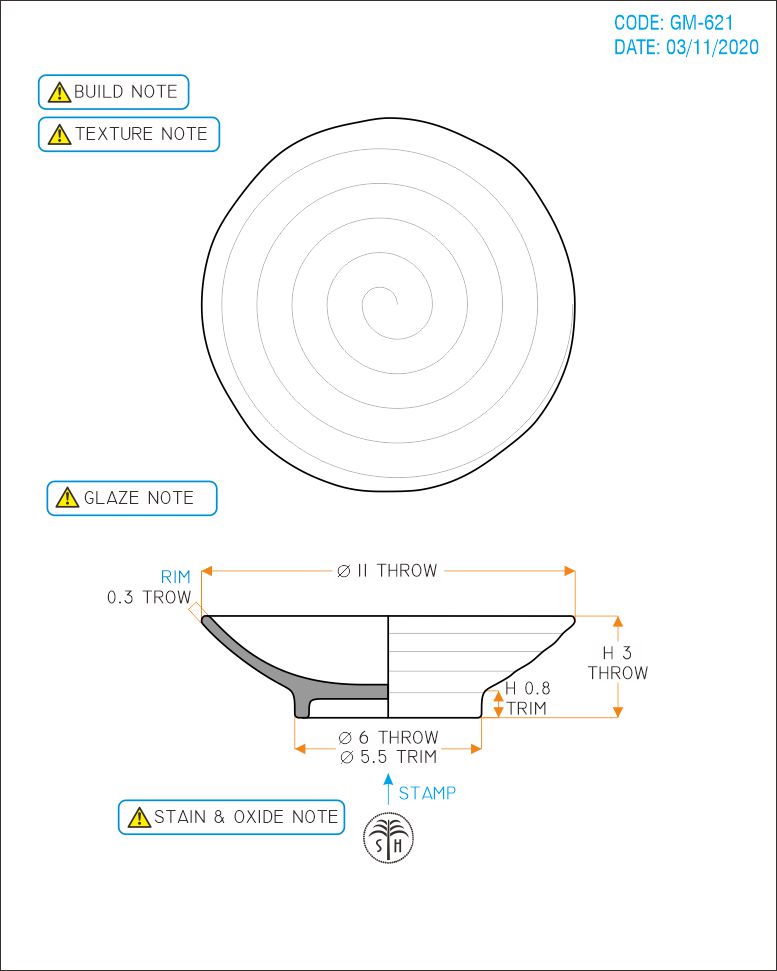 CODE: GM-621
DATE: 03/11/2020
BUILD NOTE
TEXTURE NOTE
GLAZE NOTE
Ø 11 THROW
RIM
0.3 TROW
H 3
THROW
H 0.8
TRIM
Ø 6 THROW
Ø 5.5 TRIM
STAMP
STAIN & OXIDE NOTE
S H